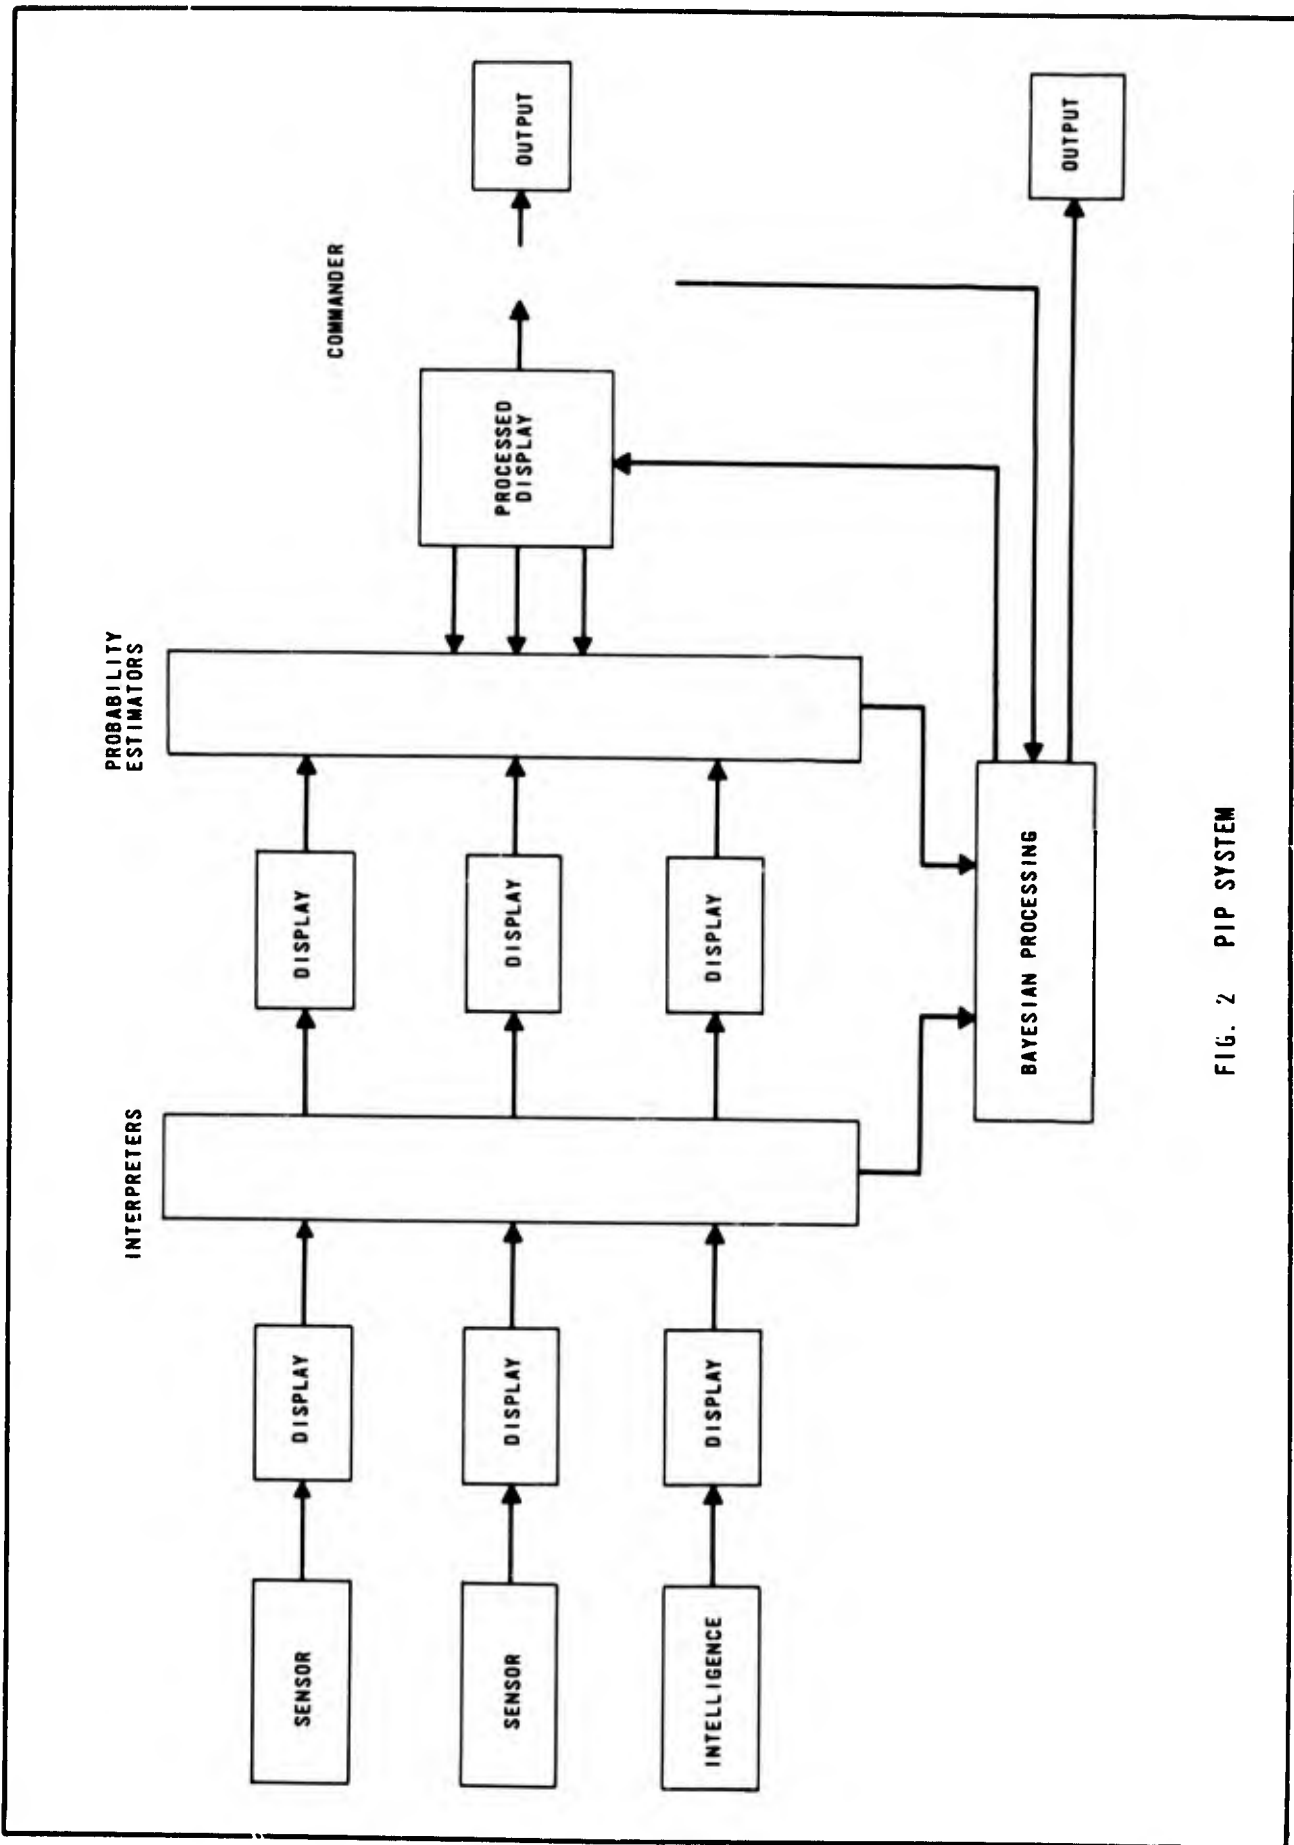 INTERPRETERS
PROBABILITY
ESTIMATORS
COMMANDER
SENSOR
DISPLAY
DISPLAY
SENSOR
DISPLAY
DISPLAY
PROCESSED
DISPLAY
OUTPUT
INTELLIGENCE
DISPLAY
DISPLAY
BAYESIAN PROCESSING
OUTPUT
FIG. 2 PIP SYSTEM